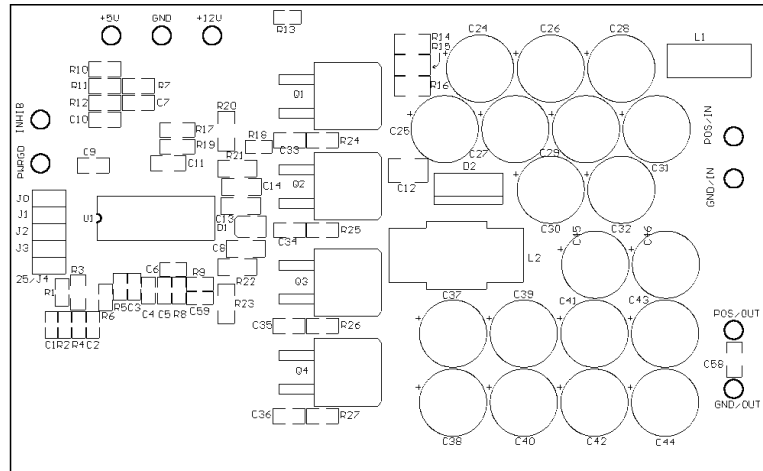 +5V GND +12V
R13
R14
R15
R16
C24 C26 C28
L1
R10
R11 R7
R12 C7
C10
INHIB
PWRGD
C9
R17
R19
C11
R20
R18
R21
Q1
C33 R24
C25 C27 C29 C31
POS/IN
GND/IN
C12
D2
C14
C13
D1
C8
R22
R23
Q2
C34 R25
C30 C32
J0
J1
J2
J3
25/J4
U1
L2
C45 C46
C6
R9
R1 R3
R6
R5 C3 C4 C5 R8 C59
C1 R2 R4 C2
Q3
C35 R26
C37 C39 C41 C43
POS/OUT
C58
GND/OUT
Q4
C36 R27
C38 C40 C42 C44